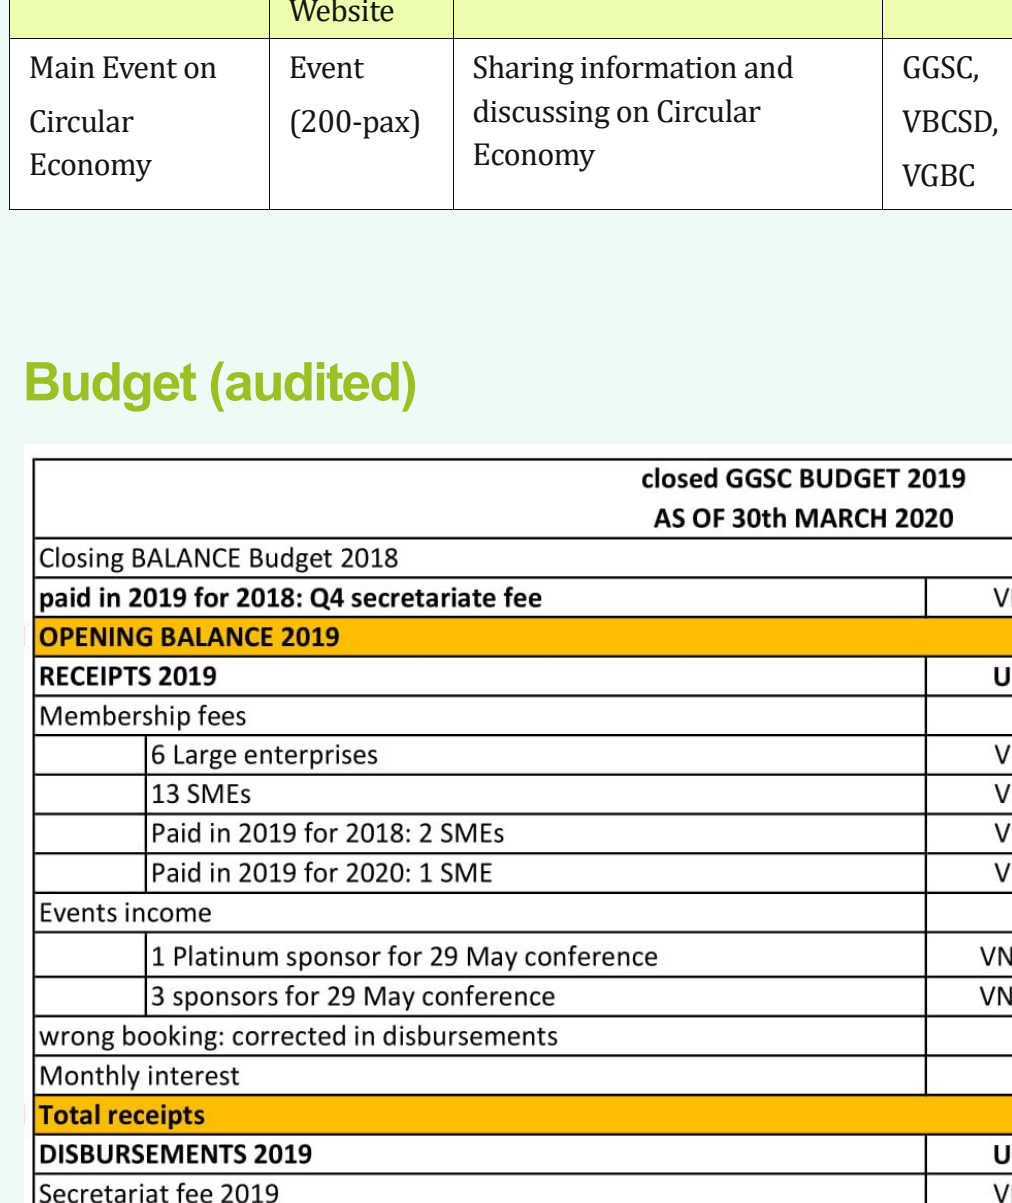 Website
Main Event on
Circular
Economy
Event
(200-pax)
Sharing information and
discussing on Circular
Economy
GGSC,
VBCSD,
VGBC
Budget (audited)
closed GGSC BUDGET 2019
AS OF 30th MARCH 2020
Closing BALANCE Budget 2018
paid in 2019 for 2018: Q4 secretariate fee
OPENING BALANCE 2019
RECEIPTS 2019
Membership fees
6 Large enterprises
13 SMEs
Paid in 2019 for 2018: 2 SMEs
Paid in 2019 for 2020: 1 SME
Events income
1 Platinum sponsor for 29 May conference
VN
3 sponsors for 29 May conference
VN
wrong booking: corrected in disbursements
Monthly interest
Total receipts
DISBURSEMENTS 2019
Secretariat fee 2019